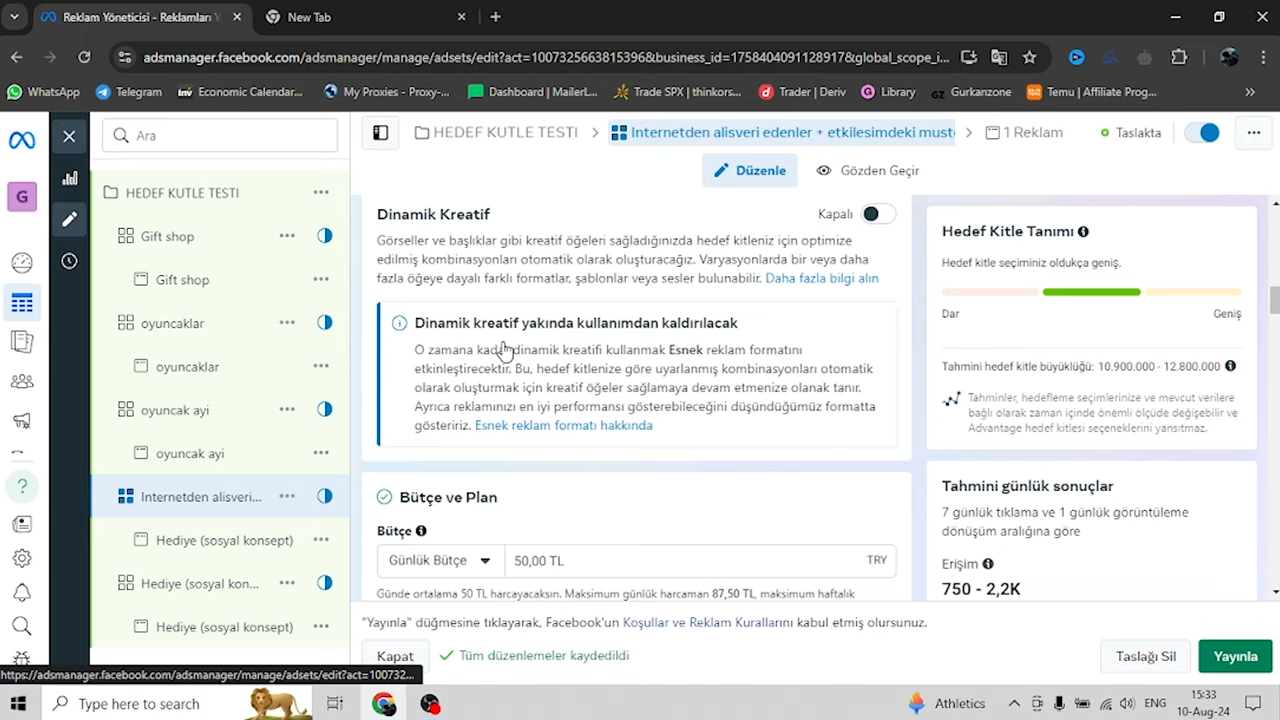 Reklam Yöneticisi - Reklamları Y
New Tab
adsmanager.facebook.com/adsmanager/manage/adsets/edit?act=1007325663815396&business_id=1758404091128917&global_scope_i...
WhatsApp
Telegram
Economic Calendar...
My Proxies - Proxy-...
Dashboard | MailerL...
Trade SPX | thinkors...
Trader | Deriv
Library
GZ Gurkanzone
Temu | Affiliate Prog...
Ara
HEDEF KUTLE TESTI
Internetden alisveri edenler + etkilesimdeki must
1 Reklam
Taslakta
Düzenle
Gözden Geçir
G
HEDEF KUTLE TESTI
Gift shop
Gift shop
oyuncaklar
oyuncaklar
oyuncak ayi
oyuncak ayi
Internetden alisveri...
Hediye (sosyal konsept)
Hediye (sosyal kon...
Hediye (sosyal konsept)
Dinamik Kreatif
Kapalı
Görseller ve başlıklar gibi kreatif öğeleri sağladığınızda hedef kitleniz için optimize
edilmiş kombinasyonları otomatik olarak oluşturacağız. Varyasyonlarda bir veya daha
fazla öğeye dayalı farklı formatlar, şablonlar veya sesler bulunabilir. Daha fazla bilgi alın
Dinamik kreatif yakında kullanımdan kaldırılacak
O zamana kadar dinamik kreatifi kullanmak Esnek reklam formatını
etkinleştirecektir. Bu, hedef kitlenize göre uyarlanmış kombinasyonları otomatik
olarak oluşturmak için kreatif öğeler sağlamaya devam etmenize olanak tanır.
Ayrıca reklamınızı en iyi performansı gösterebileceğini düşündüğümüz formatta
gösteririz. Esnek reklam formatı hakkında
Bütçe ve Plan
Bütçe
Günlük Bütçe
50,00 TL
TRY
Günde ortalama 50 TL harcayacaksın. Maksimum günlük harcaman 87,50 TL, maksimum haftalık
Hedef Kitle Tanımı
Hedef kitle seçiminiz oldukça geniş.
Dar
Geniş
Tahmini hedef kitle büyüklüğü: 10.900.000 - 12.800.000
Tahminler, hedefleme seçimlerinize ve mevcut verilere
bağlı olarak zaman içinde önemli ölçüde değişebilir ve
Advantage hedef kitlesi seçeneklerini yansıtmaz.
Tahmini günlük sonuçlar
7 günlük tıklama ve 1 günlük görüntüleme
dönüşüm aralığına göre
Erişim
750 - 2,2K
"Yayınla" düğmesine tıklayarak, Facebook'un Koşullar ve Reklam Kurallarını kabul etmiş olursunuz.
Kapat
Tüm düzenlemeler kaydedildi
Taslağı Sil
Yayınla
https://adsmanager.facebook.com/adsmanager/manage/adsets/edit?act=100732...
Type here to search
Athletics
ENG
15:33
10-Aug-24